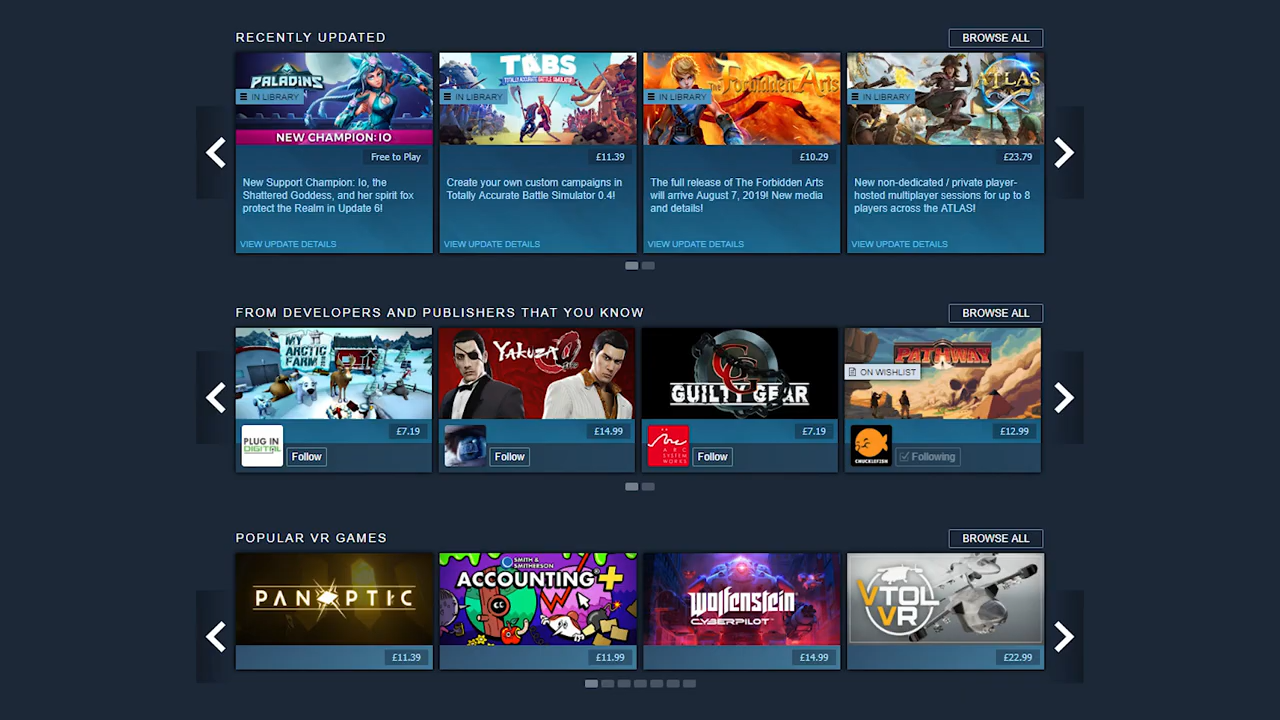 RECENTLY UPDATED
BROWSE ALL
PALADINS
IN LIBRARY
NEW CHAMPION: IO
Free to Play
New Support Champion: Io, the
Shattered Goddess, and her spirit fox
protect the Realm in Update 6!
VIEW UPDATE DETAILS
TABS
TOTALLY ACCURATE BATTLE SIMULATOR
IN LIBRARY
£11.39
Create your own custom campaigns in
Totally Accurate Battle Simulator 0.4!
VIEW UPDATE DETAILS
The Forbidden Arts
IN LIBRARY
£10.29
The full release of The Forbidden Arts
will arrive August 7, 2019! New media
and details!
VIEW UPDATE DETAILS
ATLAS
IN LIBRARY
£23.79
New non-dedicated / private player-
hosted multiplayer sessions for up to 8
players across the ATLAS!
VIEW UPDATE DETAILS
FROM DEVELOPERS AND PUBLISHERS THAT YOU KNOW
BROWSE ALL
MY
ARCTIC
FARM
£7.19
PLUG IN
DIGITAL
Follow
YAKUZA 0
£14.99
Follow
GUILTY GEAR
£7.19
ARC
SYSTEM
WORKS
Follow
PATHWAY
ON WISHLIST
£12.99
CHUCKLEFISH
Following
POPULAR VR GAMES
BROWSE ALL
PANOPTIC
£11.39
SMITH &
SMITHERSON
ACCOUNTING+
CC
£11.99
Wolfenstein
CYBERPILOT
£14.99
VTOL
VR
£22.99